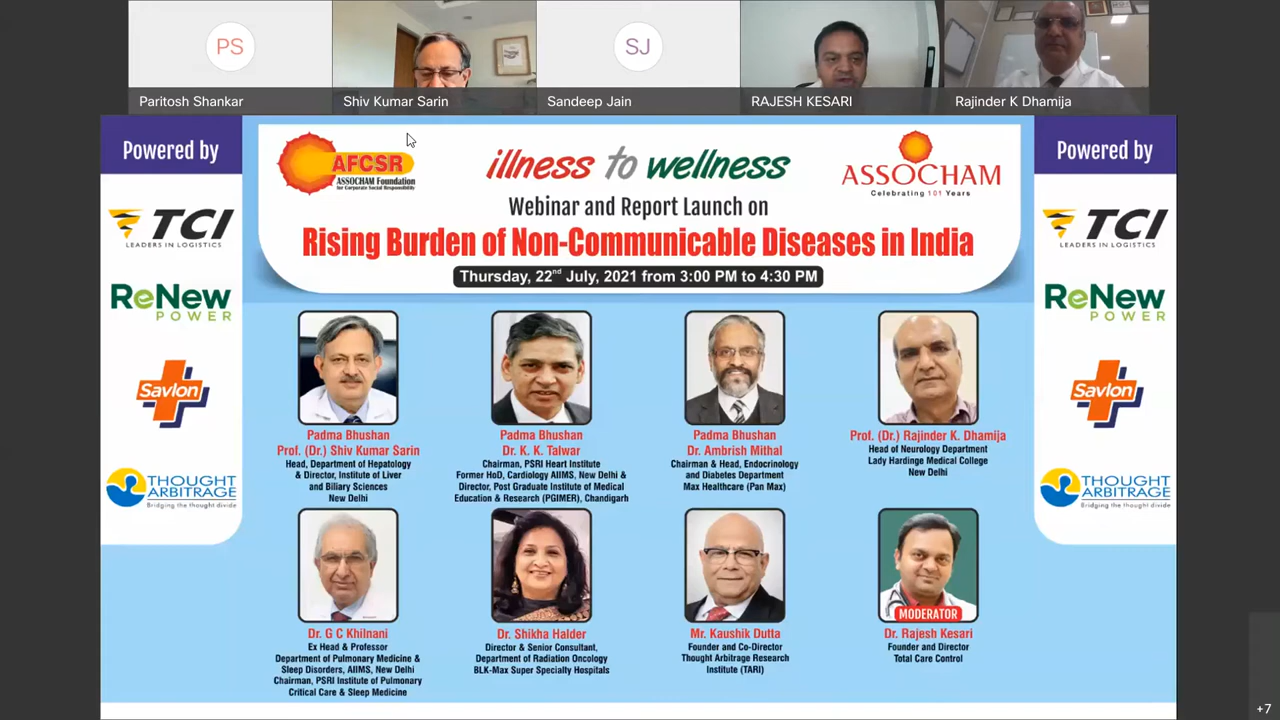 PS
SJ
Paritosh Shankar
Shiv Kumar Sarin
Sandeep Jain
RAJESH KESARI
Rajinder K Dhamija
Powered by
TCI
LEADERS IN LOGISTICS
ReNew
POWER
Savlon
THOUGHT
ARBITRAGE
Bridging the thought divide
AFCSR
ASSOCHAM Foundation
for Corporate Social Responsibility
illness to wellness
ASSOCHAM
Celebrating 101 Years
Webinar and Report Launch on
Rising Burden of Non-Communicable Diseases in India
Thursday, 22nd July, 2021 from 3:00 PM to 4:30 PM
Powered by
TCI
LEADERS IN LOGISTICS
ReNew
POWER
Savlon
THOUGHT
ARBITRAGE
Bridging the thought divide
Padma Bhushan
Prof. (Dr.) Shiv Kumar Sarin
Head, Department of Hepatology
& Director, Institute of Liver
and Biliary Sciences
New Delhi
Padma Bhushan
Dr. K. K. Talwar
Chairman, PSRI Heart Institute
Former HoD, Cardiology AIIMS, New Delhi &
Director, Post Graduate Institute of Medical
Education & Research (PGIMER), Chandigarh
Padma Bhushan
Dr. Ambrish Mithal
Chairman & Head, Endocrinology
and Diabetes Department
Max Healthcare (Pan Max)
Prof. (Dr.) Rajinder K. Dhamija
Head of Neurology Department
Lady Hardinge Medical College
New Delhi
Dr. G C Khilnani
Ex Head & Professor
Department of Pulmonary Medicine &
Sleep Disorders, AIIMS, New Delhi
Chairman, PSRI Institute of Pulmonary
Critical Care & Sleep Medicine
Dr. Shikha Halder
Director & Senior Consultant,
Department of Radiation Oncology
BLK-Max Super Specialty Hospitals
Mr. Kaushik Dutta
Founder and Co-Director
Thought Arbitrage Research
Institute (TARI)
MODERATOR
Dr. Rajesh Kesari
Founder and Director
Total Care Control
+7